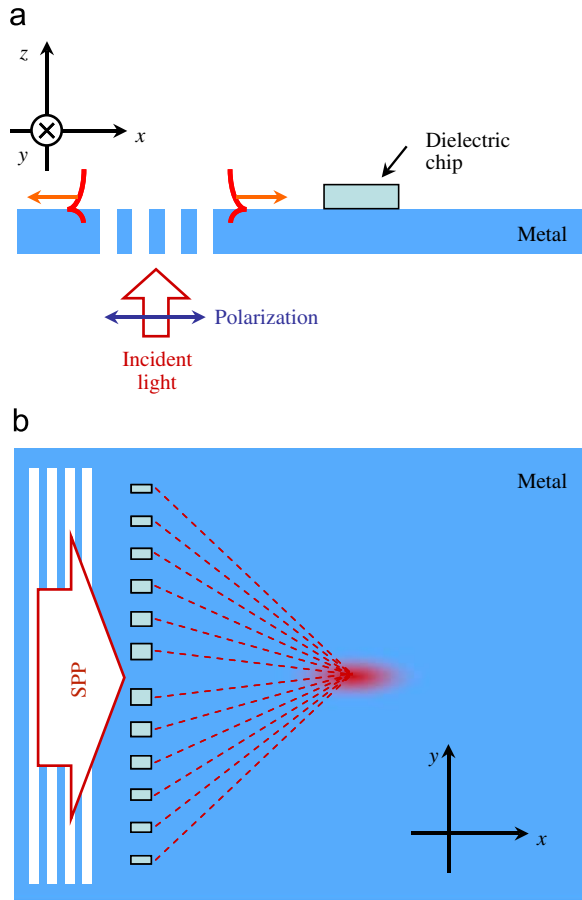 a
z
x
y
Dielectric
chip
Metal
Polarization
Incident
light
b
Metal
SPP
y
x